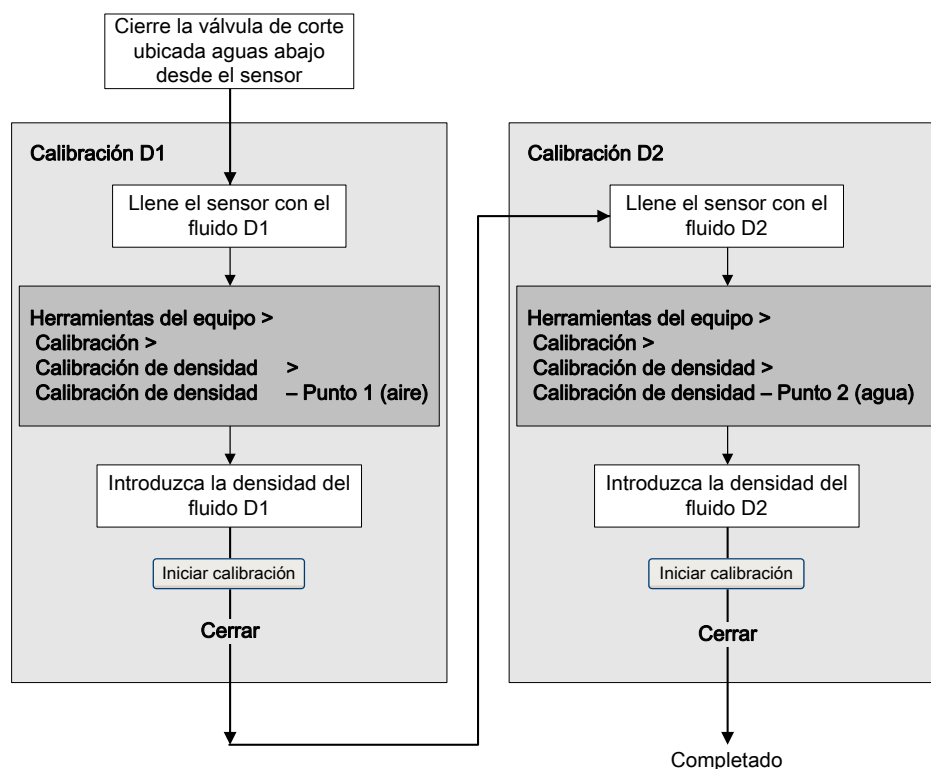 Cierre la válvula de corte
ubicada aguas abajo
desde el sensor
Calibración D1
Llene el sensor con el
fluido D1
Herramientas del equipo >
Calibración >
Calibración de densidad >
Calibración de densidad – Punto 1 (aire)
Introduzca la densidad del
fluido D1
Iniciar calibración
Cerrar
Calibración D2
Llene el sensor con el
fluido D2
Herramientas del equipo >
Calibración >
Calibración de densidad >
Calibración de densidad – Punto 2 (agua)
Introduzca la densidad del
fluido D2
Iniciar calibración
Cerrar
Completado